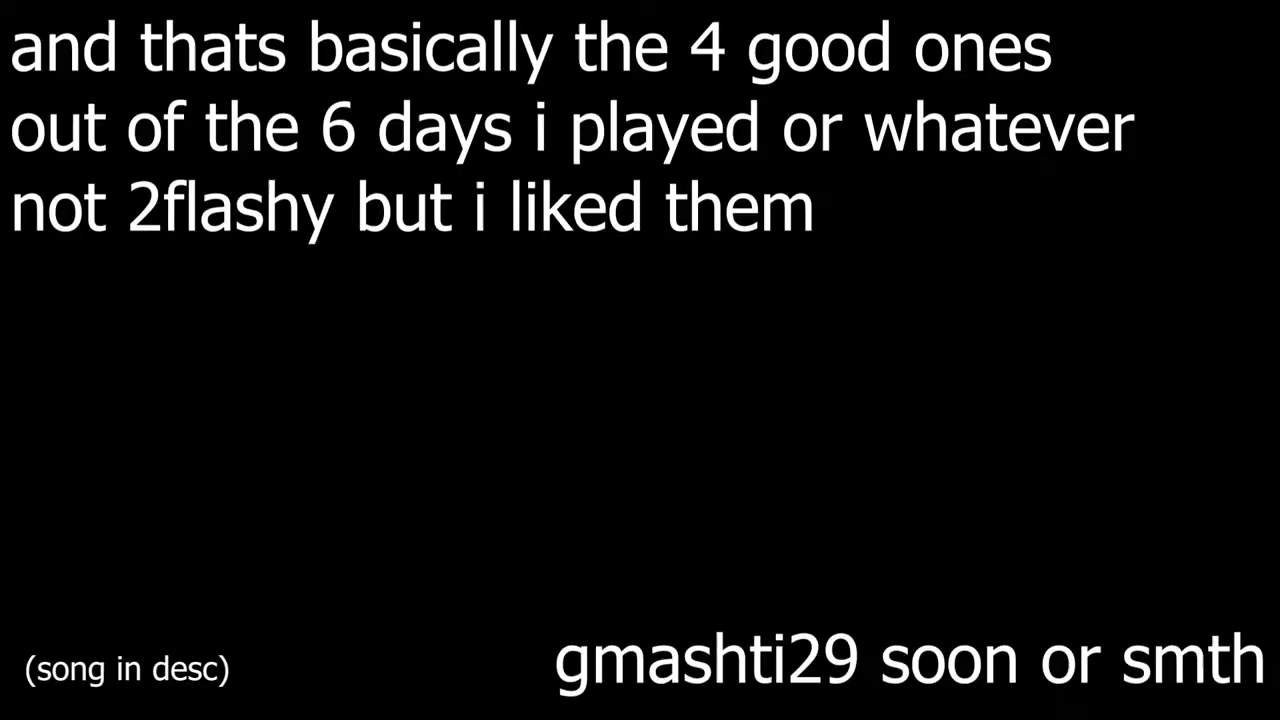 and thats basically the 4 good ones
out of the 6 days i played or whatever
not 2flashy but i liked them
(song in desc)
gmashti29 soon or smth